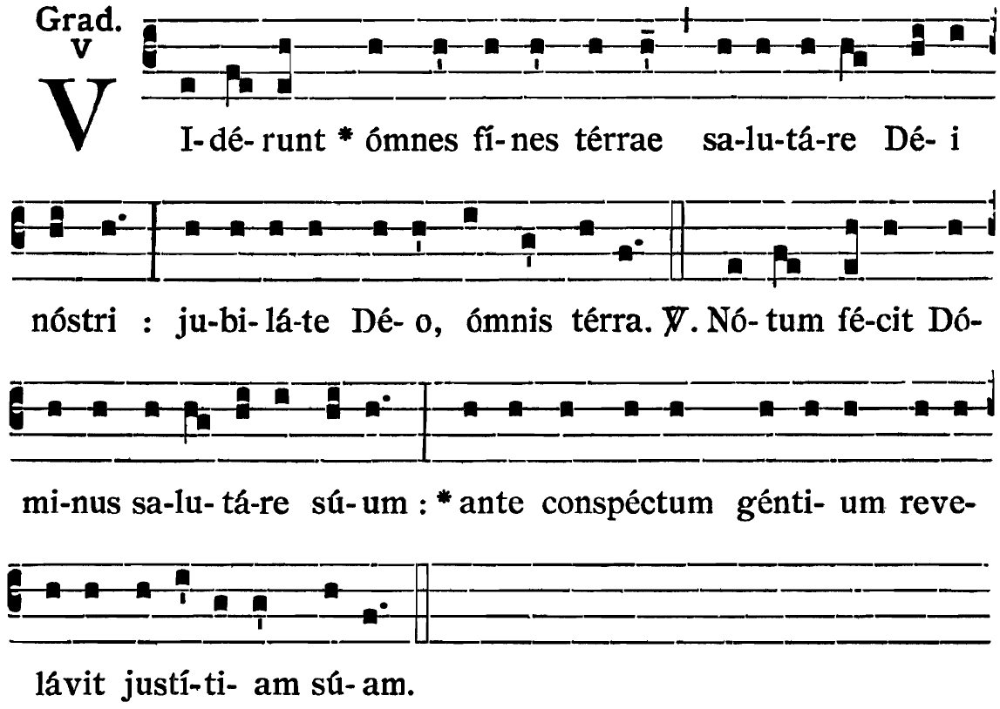 Grad.
V
VI-dé-runt * ómnes fí-nes térrae sa-lu-tá-re Dé-i
nóstri : ju-bi-lá-te Dé-o, ómnis térra. ℣. Nó-tum fé-cit Dó-
mi-nus sa-lu-tá-re sú-um : * ante conspéctum génti-um reve-
lávit justí-ti-am sú-am.